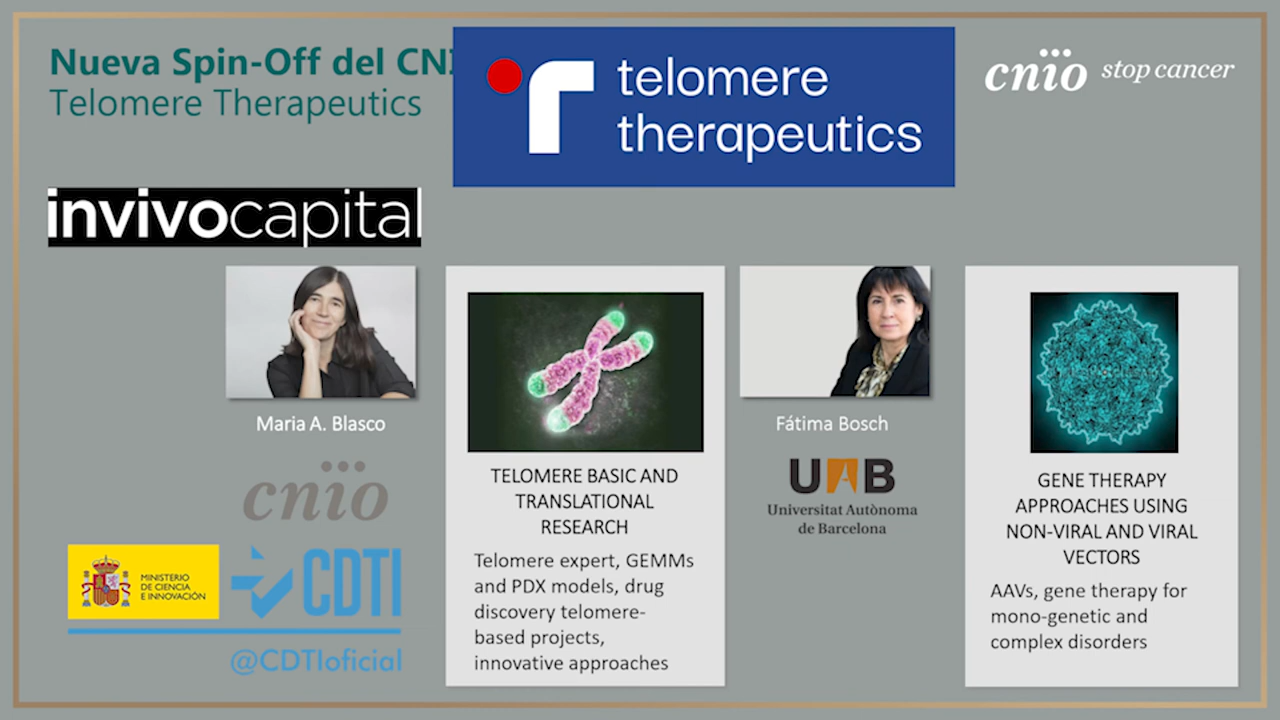 Nueva Spin-Off del CNI
Telomere Therapeutics
telomere
therapeutics
cnio stop cancer
invivocapital
Maria A. Blasco
cnio
MINISTERIO
DE CIENCIA
E INNOVACIÓN
CDTI
@CDTIoficial
TELOMERE BASIC AND
TRANSLATIONAL
RESEARCH
Telomere expert, GEMMs
and PDX models, drug
discovery telomere-
based projects,
innovative approaches
Fátima Bosch
UAB
Universitat Autònoma
de Barcelona
GENE THERAPY
APPROACHES USING
NON-VIRAL AND VIRAL
VECTORS
AAVs, gene therapy for
mono-genetic and
complex disorders